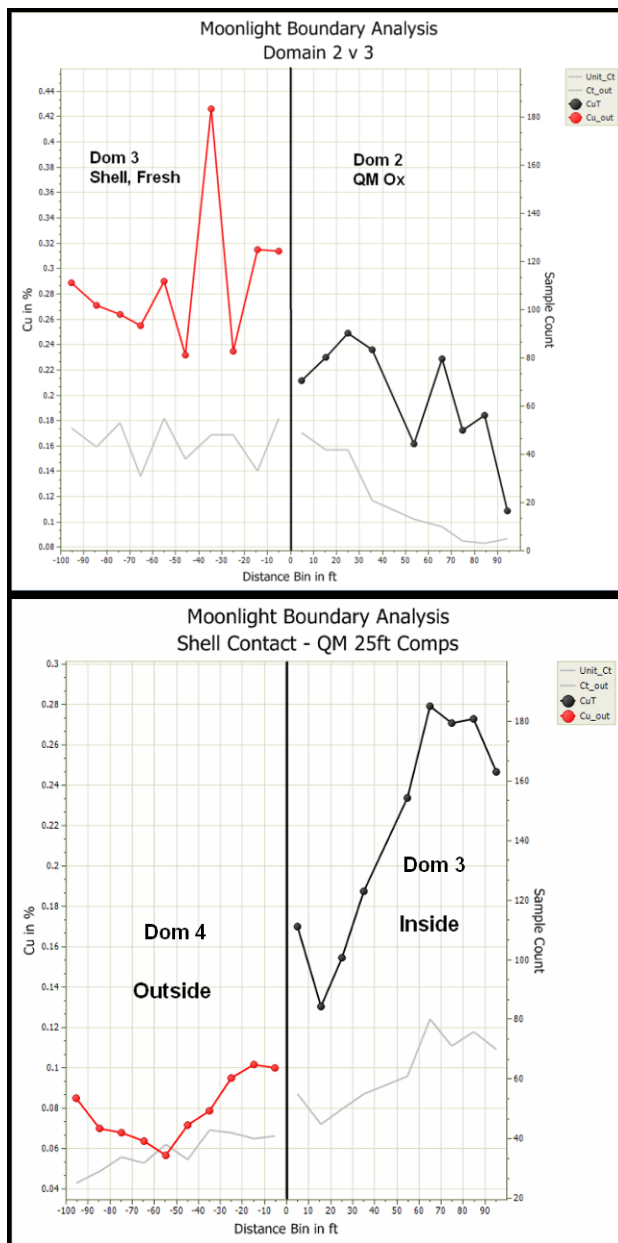 Moonlight Boundary Analysis
Domain 2 v 3
Unit_Ct
Ct_out
CuT
Cu_out
0.44
0.42
0.4
0.38
0.36
0.34
0.32
0.3
0.28
0.26
0.24
0.22
0.2
0.18
0.16
0.14
0.12
0.1
0.08
Cu in %
Dom 3
Shell, Fresh
Dom 2
QM Ox
180
160
140
120
100
80
60
40
20
0
Sample Count
-100 -90 -80 -70 -60 -50 -40 -30 -20 -10 0 10 20 30 40 50 60 70 80 90
Distance Bin in ft
Moonlight Boundary Analysis
Shell Contact - QM 25ft Comps
Unit_Ct
Ct_out
CuT
Cu_out
0.3
0.28
0.26
0.24
0.22
0.2
0.18
0.16
0.14
0.12
0.1
0.08
0.06
0.04
Cu in %
Dom 4
Outside
Dom 3
Inside
180
160
140
120
100
80
60
40
20
Sample Count
-100 -90 -80 -70 -60 -50 -40 -30 -20 -10 0 10 20 30 40 50 60 70 80 90
Distance Bin in ft